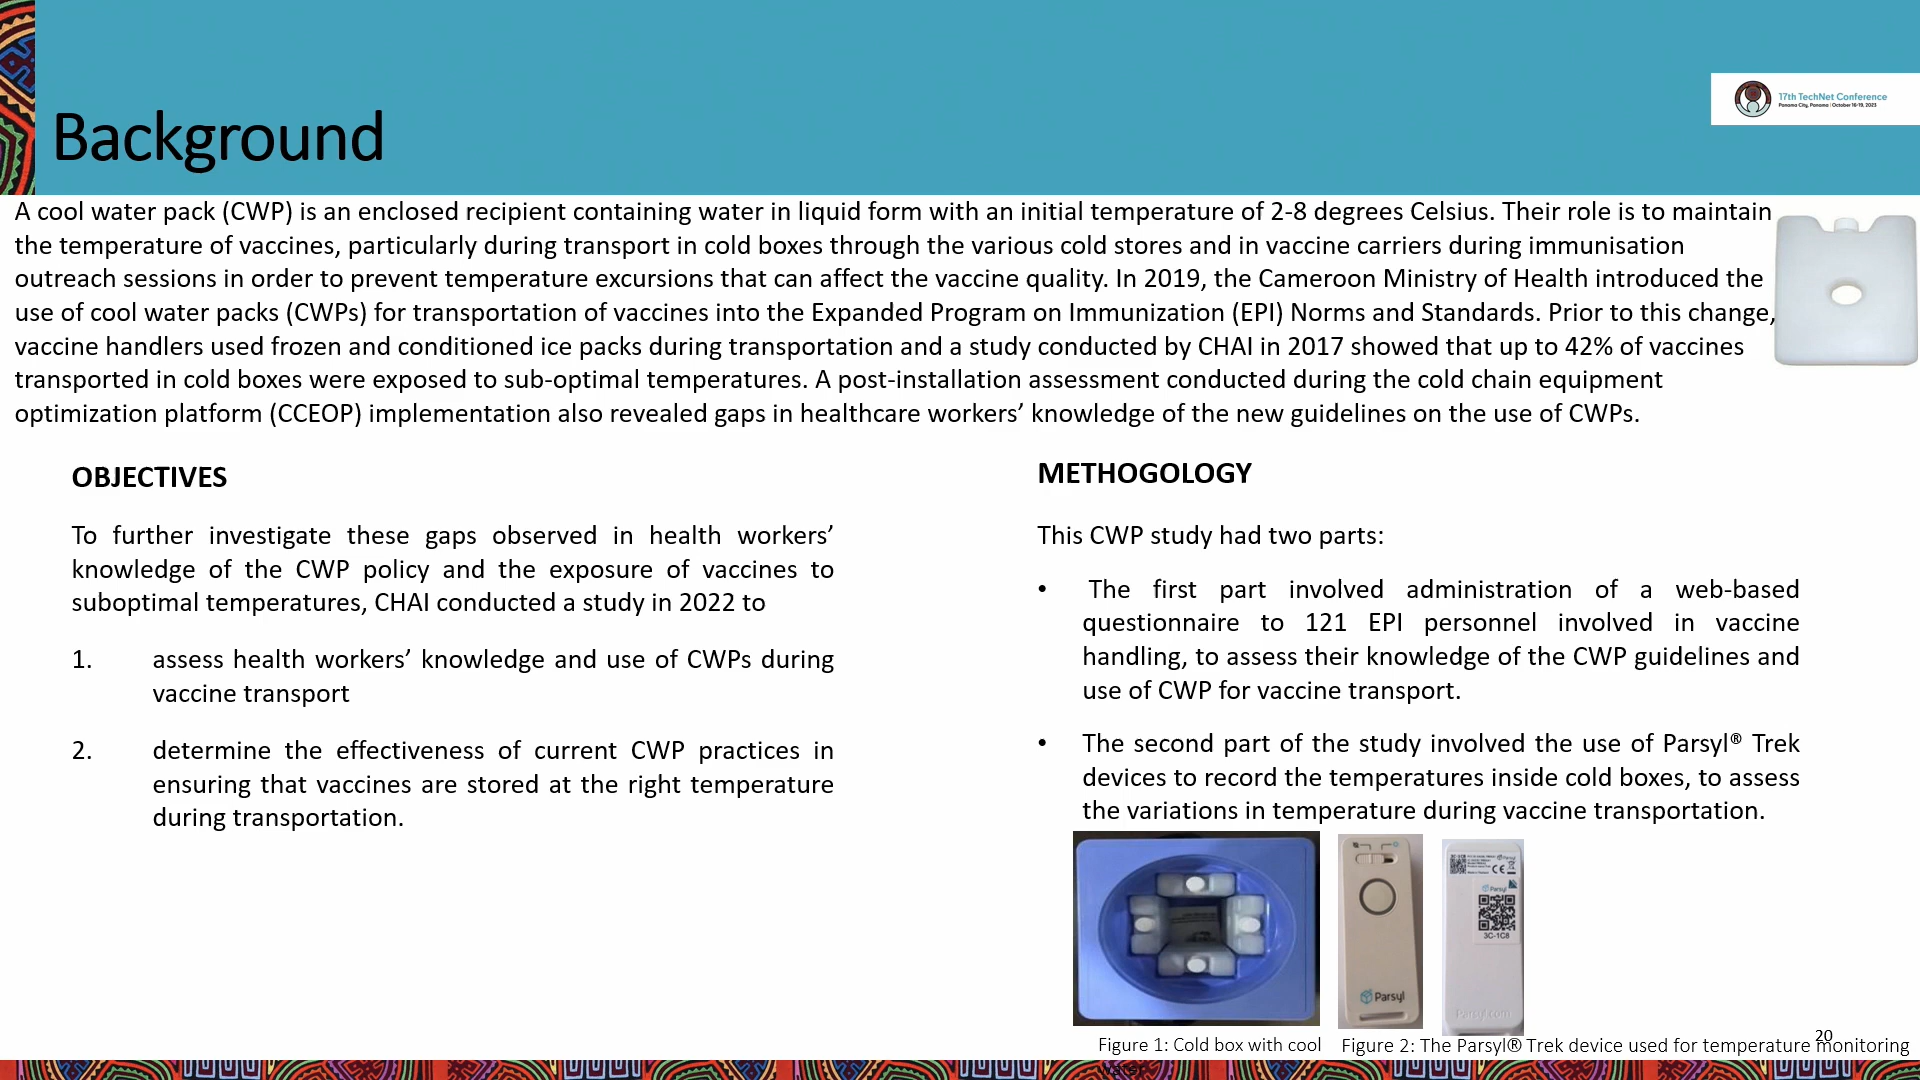 17th TechNet Conference
Panama City, Panama | October 16-19, 2023
Background
A cool water pack (CWP) is an enclosed recipient containing water in liquid form with an initial temperature of 2-8 degrees Celsius. Their role is to maintain
the temperature of vaccines, particularly during transport in cold boxes through the various cold stores and in vaccine carriers during immunisation
outreach sessions in order to prevent temperature excursions that can affect the vaccine quality. In 2019, the Cameroon Ministry of Health introduced the
use of cool water packs (CWPs) for transportation of vaccines into the Expanded Program on Immunization (EPI) Norms and Standards. Prior to this change,
vaccine handlers used frozen and conditioned ice packs during transportation and a study conducted by CHAI in 2017 showed that up to 42% of vaccines
transported in cold boxes were exposed to sub-optimal temperatures. A post-installation assessment conducted during the cold chain equipment
optimization platform (CCEOP) implementation also revealed gaps in healthcare workers’ knowledge of the new guidelines on the use of CWPs.
OBJECTIVES
To further investigate these gaps observed in health workers’
knowledge of the CWP policy and the exposure of vaccines to
suboptimal temperatures, CHAI conducted a study in 2022 to
1. assess health workers’ knowledge and use of CWPs during
vaccine transport
2. determine the effectiveness of current CWP practices in
ensuring that vaccines are stored at the right temperature
during transportation.
METHOGOLOGY
This CWP study had two parts:
• The first part involved administration of a web-based
questionnaire to 121 EPI personnel involved in vaccine
handling, to assess their knowledge of the CWP guidelines and
use of CWP for vaccine transport.
• The second part of the study involved the use of Parsyl® Trek
devices to record the temperatures inside cold boxes, to assess
the variations in temperature during vaccine transportation.
Parsyl
3C-1C8
Parsyl
3C-1C8
Parsyl.com
Figure 1: Cold box with cool
water
Figure 2: The Parsyl® Trek device used for temperature monitoring
20